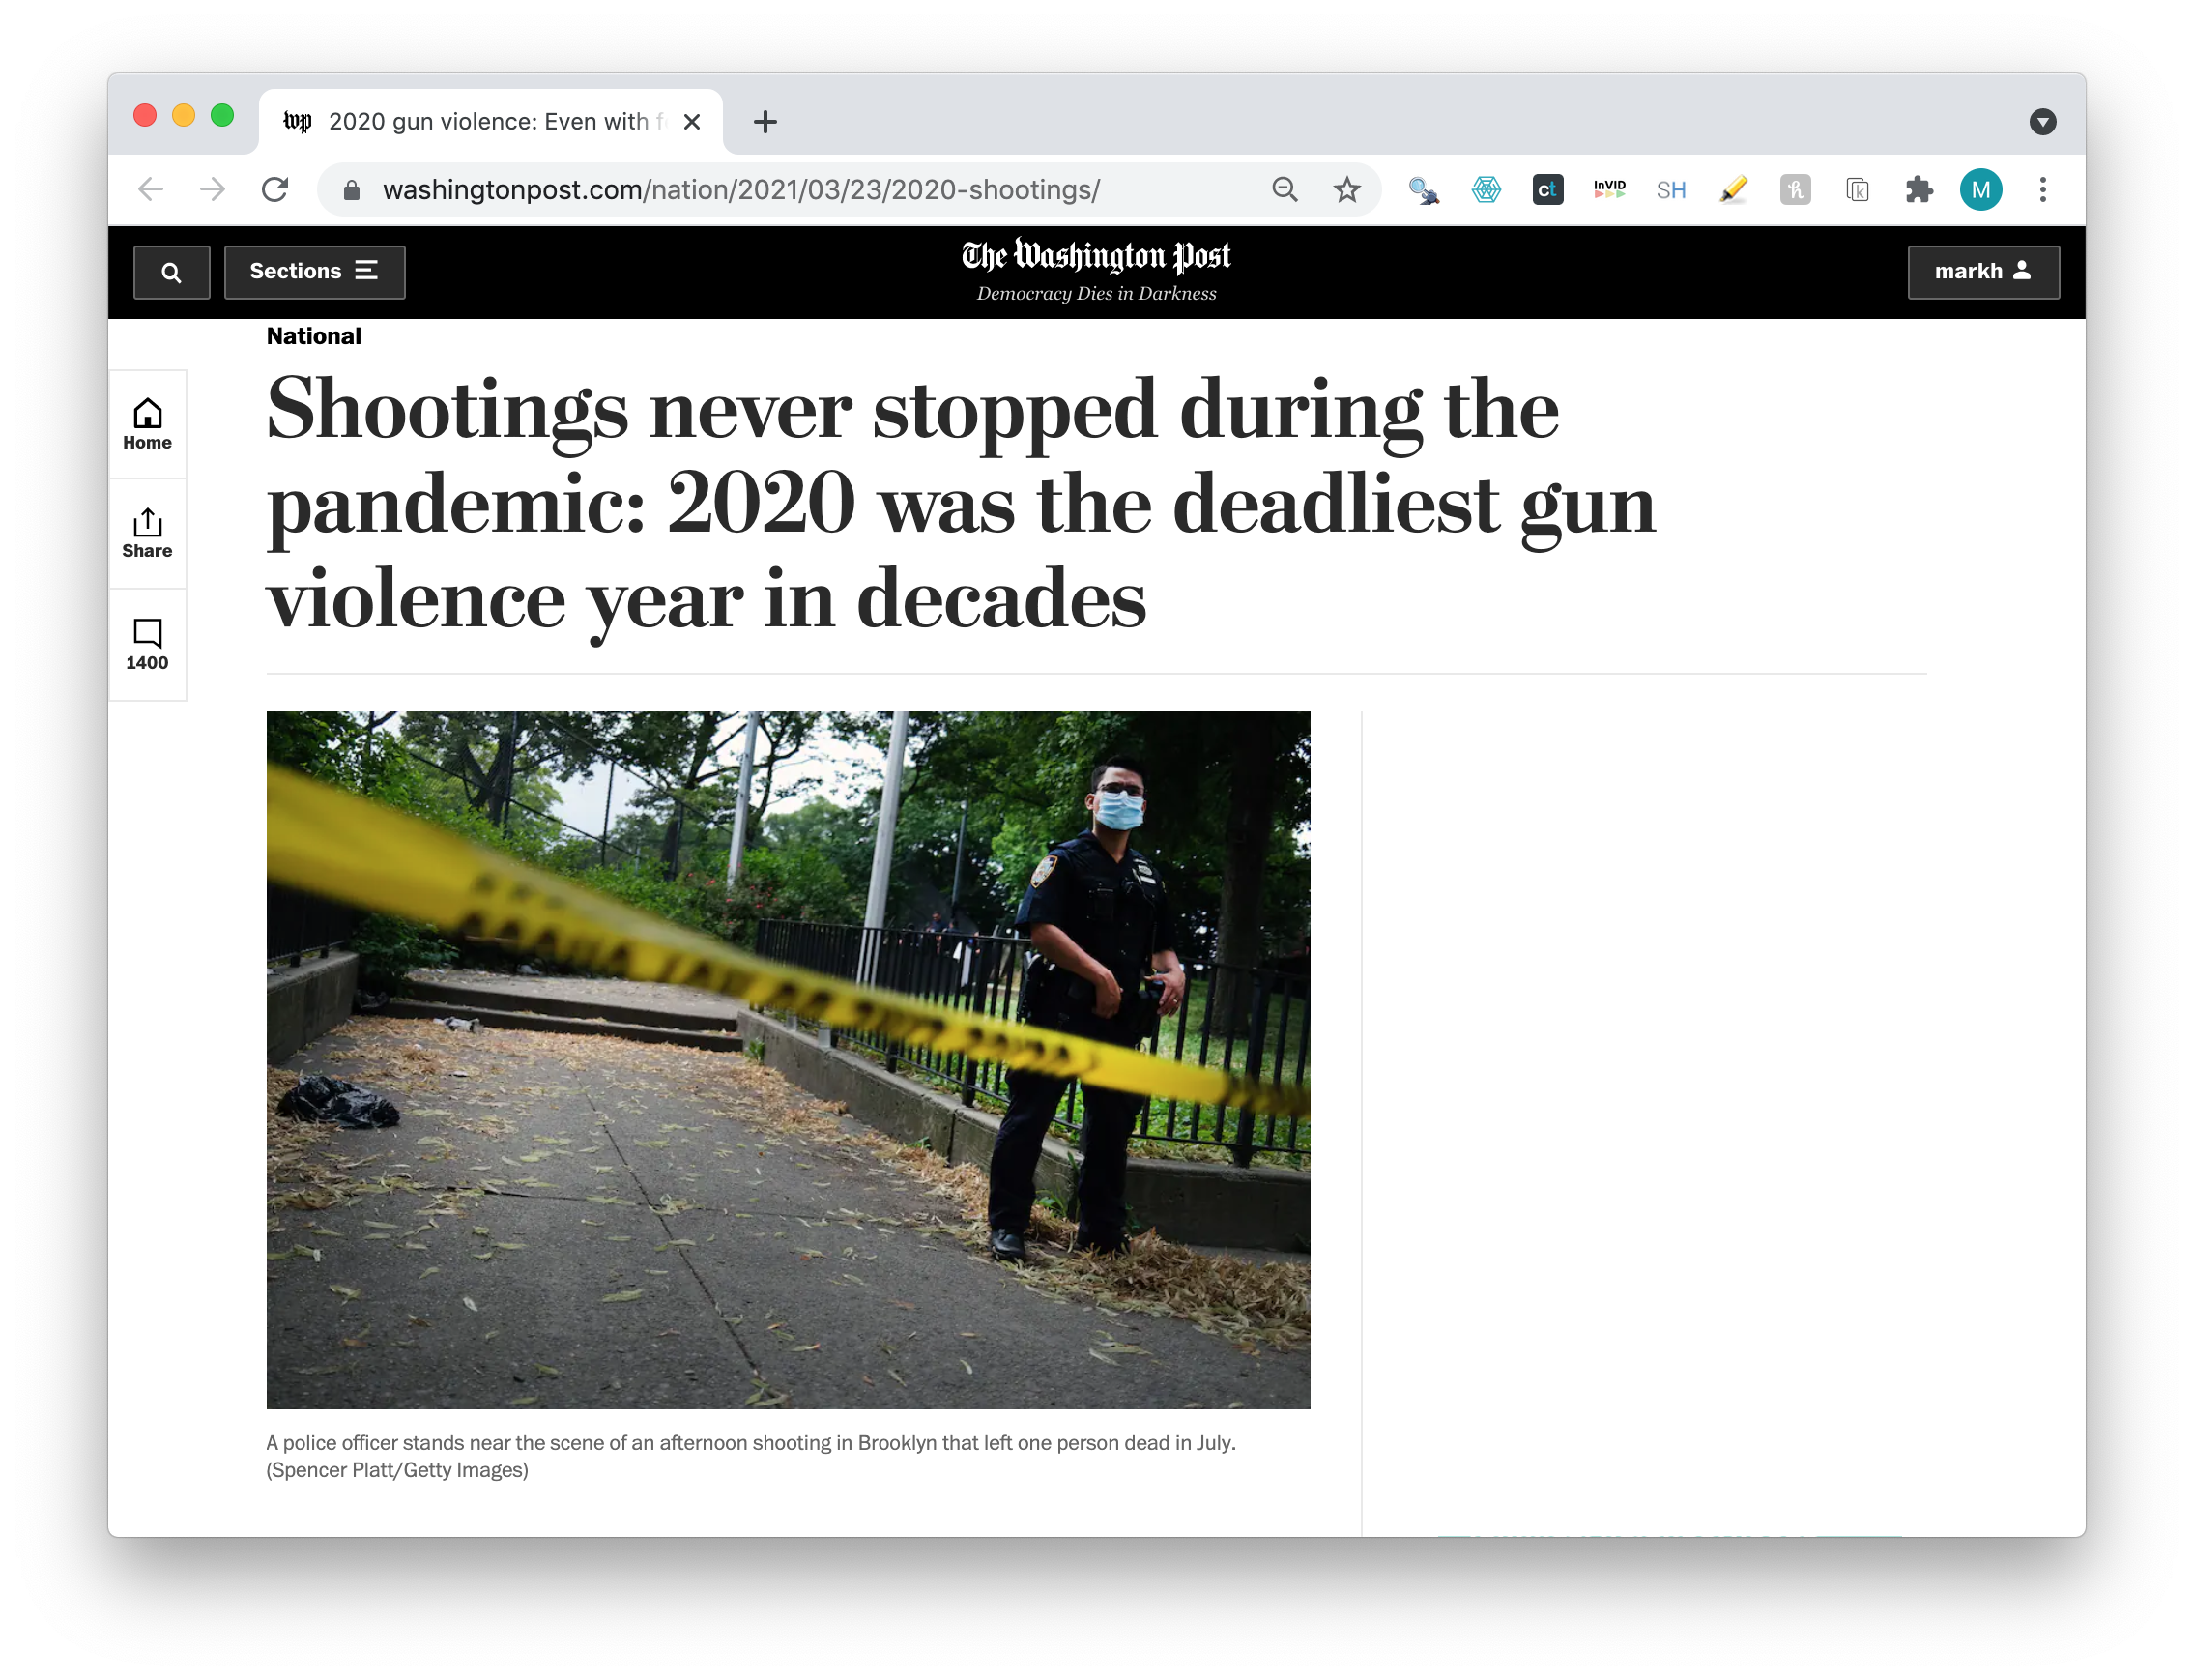 2020 gun violence: Even with f
washingtonpost.com/nation/2021/03/23/2020-shootings/
ct
InVID
SH
h
k
M
Sections
The Washington Post
Democracy Dies in Darkness
markh
National
Home
Share
1400
Shootings never stopped during the
pandemic: 2020 was the deadliest gun
violence year in decades
A police officer stands near the scene of an afternoon shooting in Brooklyn that left one person dead in July.
(Spencer Platt/Getty Images)